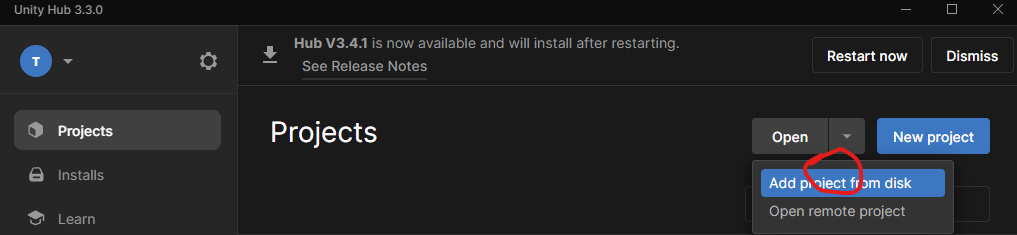 Unity Hub 3.3.0
T
Hub V3.4.1 is now available and will install after restarting.
See Release Notes
Restart now
Dismiss
Projects
Projects
Open
New project
Installs
Add project from disk
Learn
Open remote project